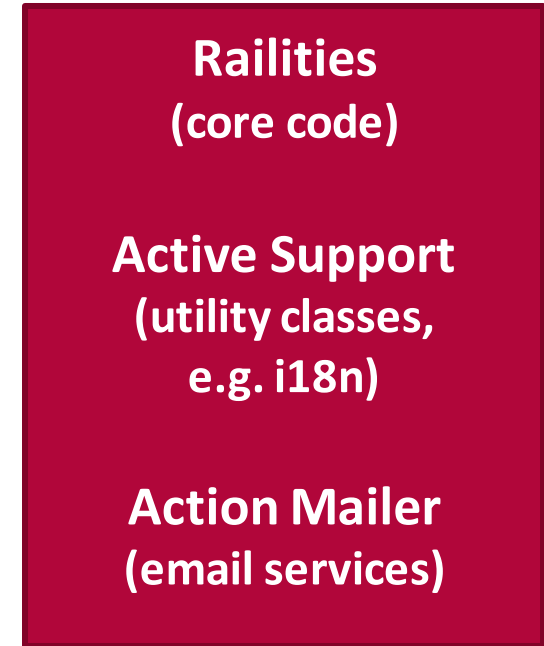 Railities
(core code)
Active Support
(utility classes,
e.g. i18n)
Action Mailer
(email services)